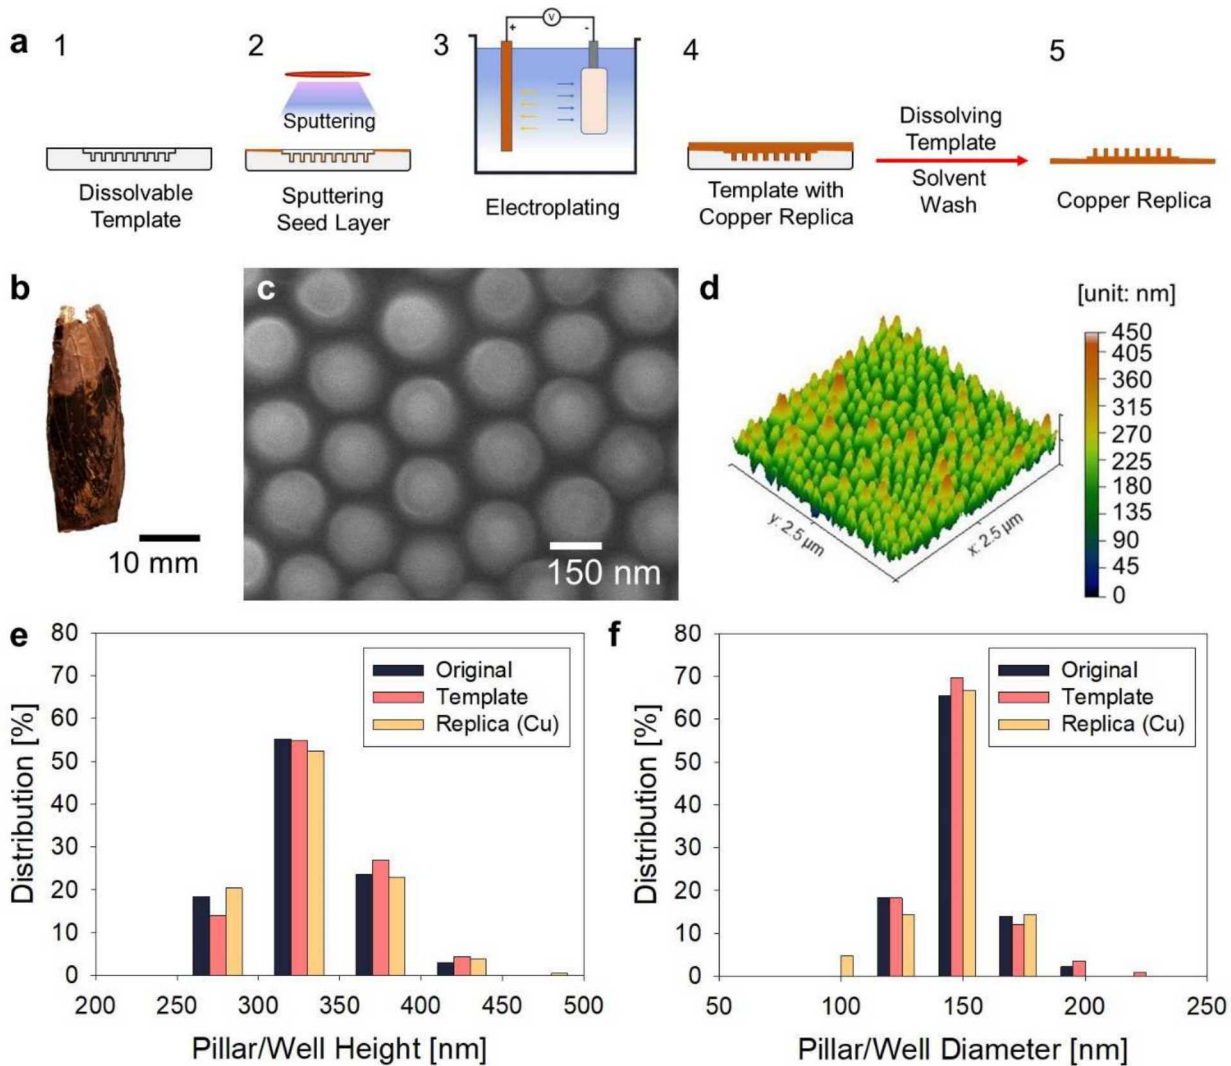 a
1
2
3
4
5
V
+
-
Sputtering
Dissolvable
Template
Sputtering
Seed Layer
Electroplating
Template with
Copper Replica
Dissolving
Template
Solvent
Wash
Copper Replica
b
10 mm
c
150 nm
d
[unit: nm]
450
405
360
315
270
225
180
135
90
45
0
y: 2.5 µm
x: 2.5 µm
e
80
70
60
50
40
30
20
10
0
Distribution [%]
Original
Template
Replica (Cu)
200
250
300
350
400
450
500
Pillar/Well Height [nm]
f
80
70
60
50
40
30
20
10
0
Distribution [%]
Original
Template
Replica (Cu)
50
100
150
200
250
Pillar/Well Diameter [nm]